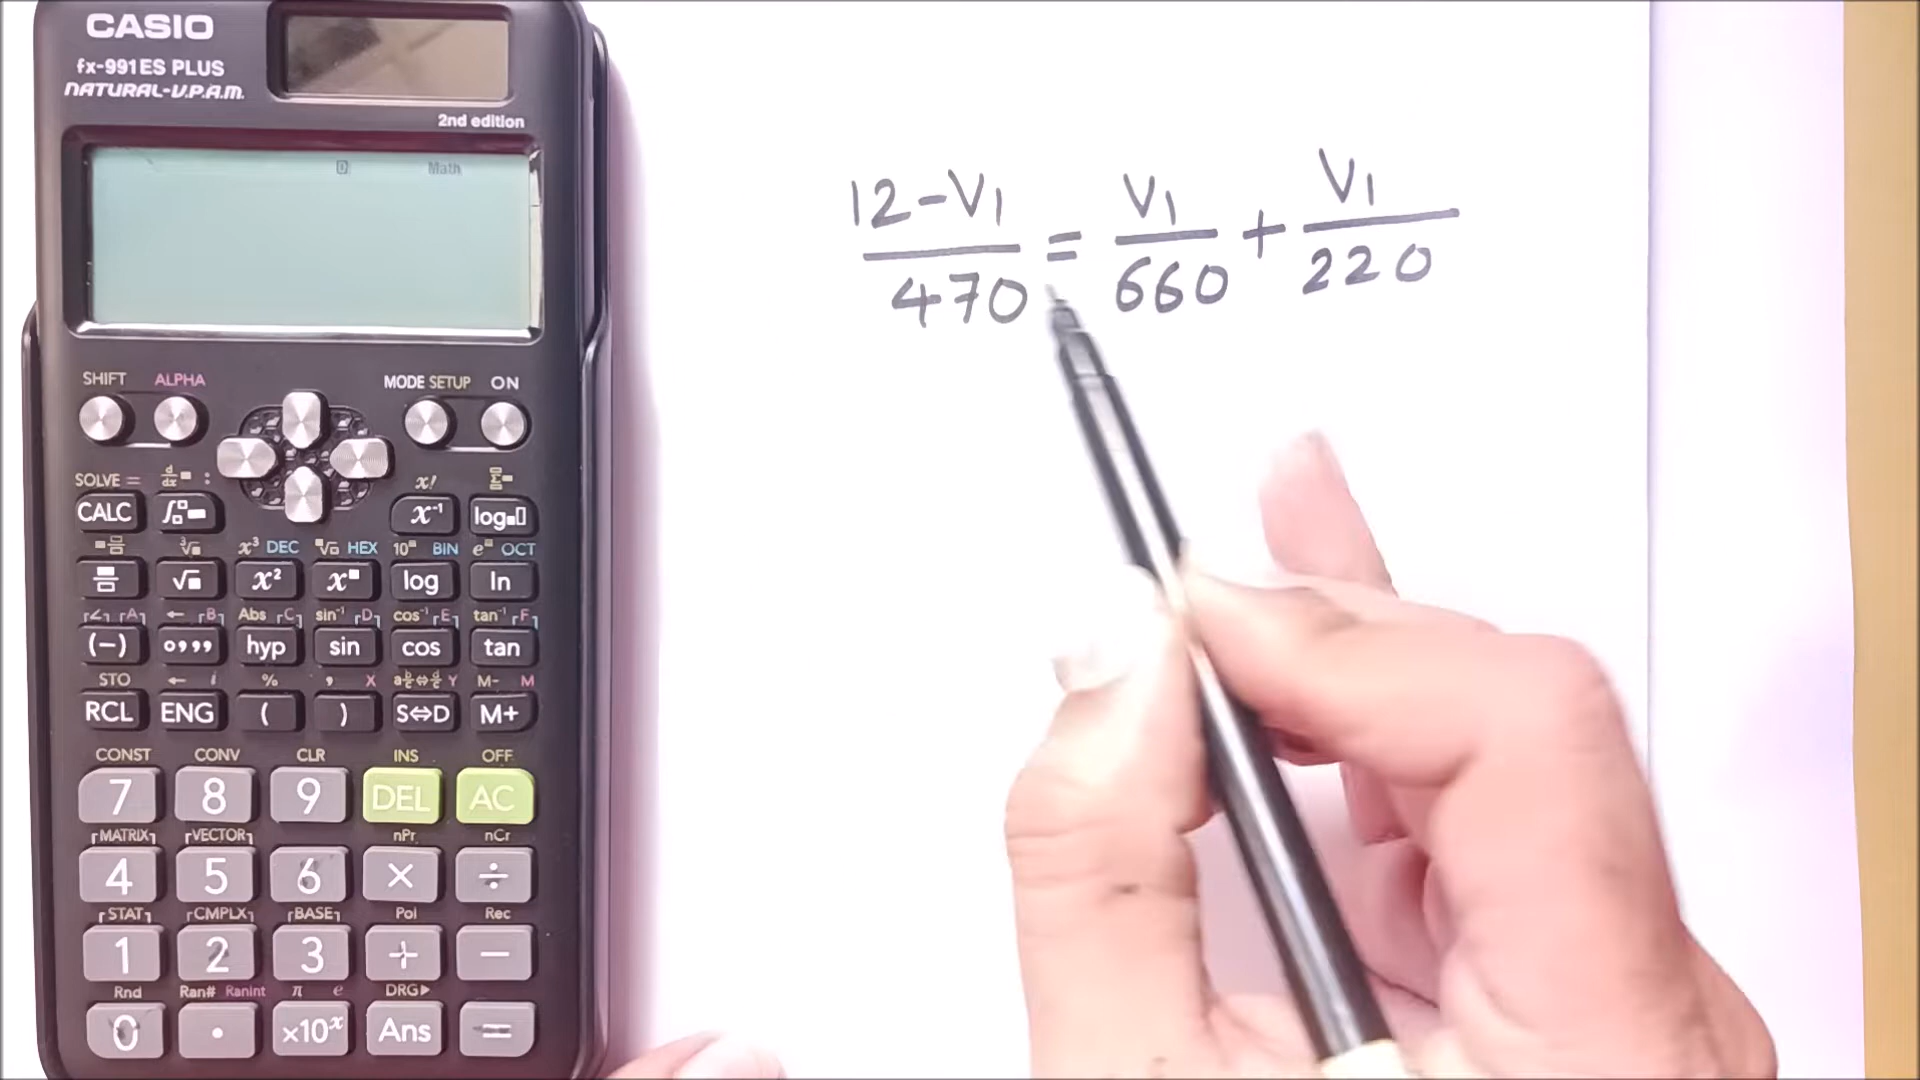 CASIO
fx-991ES PLUS
NATURAL-V.P.A.M.
2nd edition
Math
12-V1 = V1 + V1
470 660 220
SHIFT ALPHA MODE SETUP ON
SOLVE = d/dx :  x!
CALC x⁻¹ log
x³ DEC HEX 10 BIN e OCT
√ x² log ln
∠ A ← B Abs C sin⁻¹ D cos⁻¹ E tan⁻¹ F
(-) hyp sin cos tan
STO ← i % , X Y M- M
RCL ENG ( ) S⇔D M+
CONST CONV CLR INS OFF
7 8 9 DEL AC
MATRIX VECTOR nPr nCr
4 5 6 × ÷
STAT CMPLX BASE Pol Rec
1 2 3 + -
Rnd Ran# RanInt π e DRG▶
0 . ×10ˣ Ans =